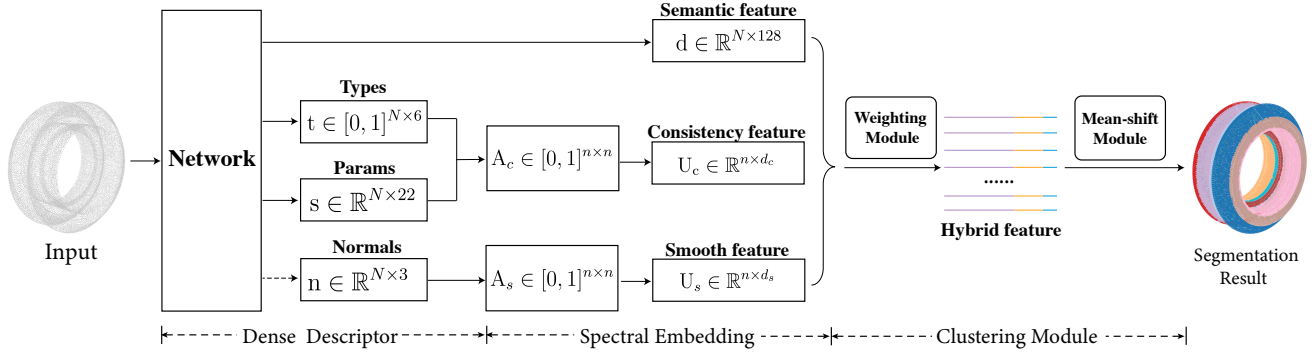 Input
Network
Semantic feature
d ∈ ℝ^{N×128}
Types
t ∈ [0, 1]^{N×6}
Params
s ∈ ℝ^{N×22}
Normals
n ∈ ℝ^{N×3}
A_c ∈ [0, 1]^{n×n}
A_s ∈ [0, 1]^{n×n}
Consistency feature
U_c ∈ ℝ^{n×d_c}
Smooth feature
U_s ∈ ℝ^{n×d_s}
Weighting
Module
......
Hybrid feature
Mean-shift
Module
Segmentation
Result
Dense Descriptor
Spectral Embedding
Clustering Module